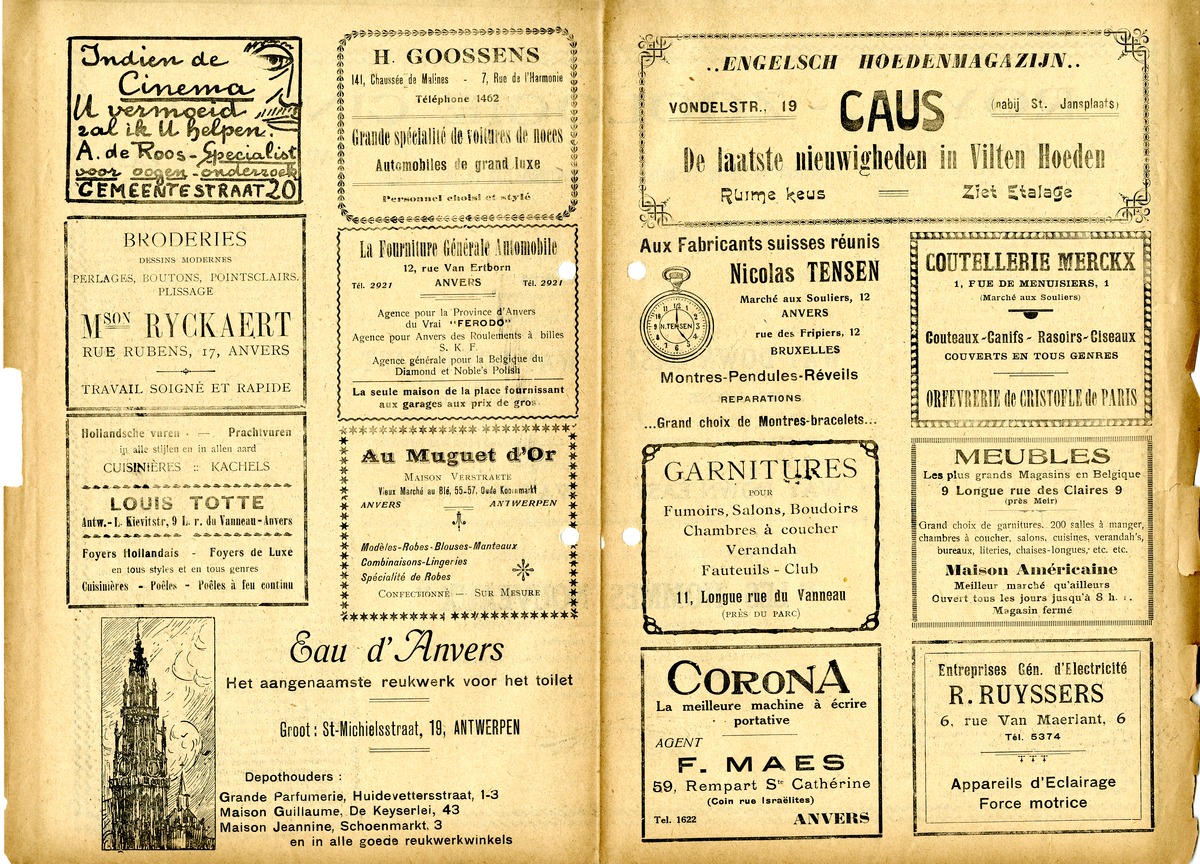 Indien de
Cinema
U vermoeid
zal ik U helpen.
A. de Roos - Specialist
voor oogen-onderzoek
GEMEENTESTRAAT 20
BRODERIES
DESSINS MODERNES
PERLAGES, BOUTONS, POINTSCLAIRS,
PLISSAGE
MSON RYCKAERT
RUE RUBENS, 17, ANVERS
TRAVAIL SOIGNÉ ET RAPIDE
Hollandsche vuren - — Prachtvuren
in alle stijlen en in allen aard
CUISINIÈRES :: KACHELS
LOUIS TOTTE
Antw.- L. Kievitstr, 9 L. r. du Vanneau-Anvers
Foyers Hollandais - Foyers de Luxe
en tous styles et en tous genres
Cuisinières - Poêles - Poêles à feu continu
H. GOOSSENS
141, Chaussée de Malines - 7, Rue de l'Harmonie
Téléphone 1462
Grande spécialité de voitures de noces
Automobiles de grand luxe
Personnel choisi et stylé
La Fourniture Générale Automobile
12, rue Van Ertborn
Tél. 2921 ANVERS Tél. 2921
Agence pour la Province d'Anvers
du Vrai "FERODO"
Agence pour Anvers des Roulements à billes
S. K. F.
Agence générale pour la Belgique du
Diamond et Noble's Polish
La seule maison de la place fournissant
aux garages aux prix de gros.
Au Muguet d'Or
MAISON VERSTRAETE
Vieux Marché au Blé, 55-57, Oude Koornmarkt
ANVERS ANTWERPEN
Modèles-Robes-Blouses-Manteaux
Combinaisons-Lingeries
Spécialité de Robes
CONFECTIONNÉ — SUR MESURE
Eau d'Anvers
Het aangenaamste reukwerk voor het toilet
Groot: St-Michielsstraat, 19, ANTWERPEN
Depothouders :
Grande Parfumerie, Huidevettersstraat, 1-3
Maison Guillaume, De Keyserlei, 43
Maison Jeannine, Schoenmarkt, 3
en in alle goede reukwerkwinkels
..ENGELSCH HOEDENMAGAZIJN..
VONDELSTR., 19 CAUS (nabij St. Jansplaats)
De laatste nieuwigheden in Vilten Hoeden
Ruime keus Ziet Etalage
Aux Fabricants suisses réunis
Nicolas TENSEN
Marché aux Souliers, 12
ANVERS
N.TENSEN
rue des Fripiers, 12
BRUXELLES
Montres-Pendules-Réveils
REPARATIONS
...Grand choix de Montres-bracelets...
COUTELLERIE MERCKX
1, FUE DE MENUISIERS, 1
(Marché aux Souliers)
Couteaux-Canifs - Rasoirs-Ciseaux
COUVERTS EN TOUS GENRES
ORFEVRERIE de CRISTOFLE de PARIS
GARNITURES
POUR
Fumoirs, Salons, Boudoirs
Chambres à coucher
Verandah
Fauteuils - Club
11, Longue rue du Vanneau
(PRÈS DU PARC)
MEUBLES
Les plus grands Magasins en Belgique
9 Longue rue des Claires 9
(près Meir)
Grand choix de garnitures. 200 salles à manger,
chambres à coucher, salons, cuisines, verandah's,
bureaux, literies, chaises-longues, etc. etc.
Maison Américaine
Meilleur marché qu'ailleurs
Ouvert tous les jours jusqu'à 8 h.
Magasin fermé
CORONA
La meilleure machine à écrire
portative
AGENT
F. MAES
59, Rempart Ste Cathérine
(Coin rue Israëlites)
Tel. 1622 ANVERS
Entreprises Gén. d'Electricité
R. RUYSSERS
6, rue Van Maerlant, 6
Tél. 5374
Appareils d'Eclairage
Force motrice